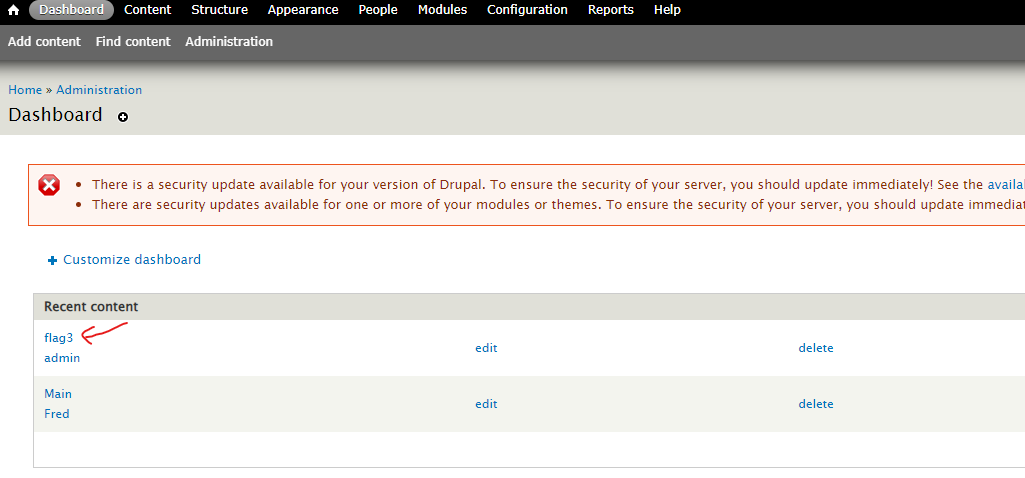 Dashboard Content Structure Appearance People Modules Configuration Reports Help
Add content Find content Administration
Home » Administration
Dashboard
There is a security update available for your version of Drupal. To ensure the security of your server, you should update immediately! See the availa
There are security updates available for one or more of your modules or themes. To ensure the security of your server, you should update immediat
Customize dashboard
Recent content
flag3
admin
edit delete
Main
Fred
edit delete